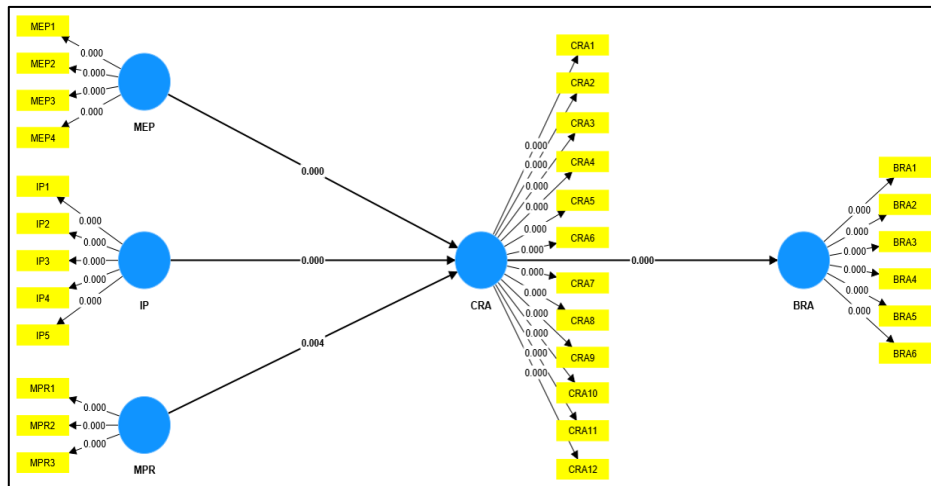 MEP1
MEP2
MEP3
MEP4
0.000
0.000
0.000
0.000
MEP
IP1
IP2
IP3
IP4
IP5
0.000
0.000
0.000
0.000
0.000
IP
MPR1
MPR2
MPR3
0.000
0.000
0.000
MPR
0.000
0.000
0.004
CRA
CRA1
CRA2
CRA3
CRA4
CRA5
CRA6
CRA7
CRA8
CRA9
CRA10
CRA11
CRA12
0.000
0.000
0.000
0.000
0.000
0.000
0.000
0.000
0.000
0.000
0.000
0.000
0.000
BRA
BRA1
BRA2
BRA3
BRA4
BRA5
BRA6
0.000
0.000
0.000
0.000
0.000
0.000